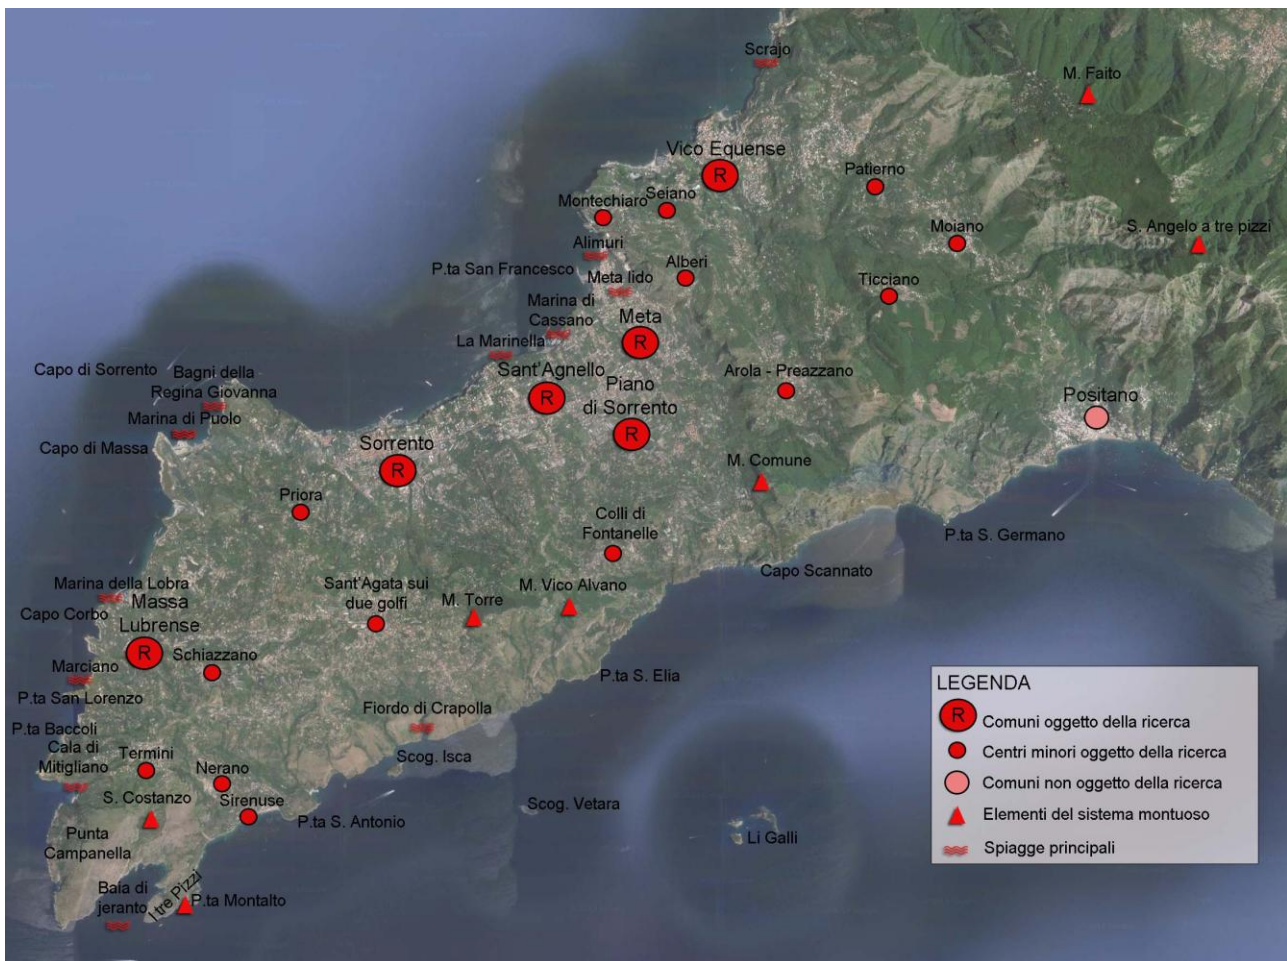 Scrajo
M. Faito
Vico Equense
R
Patierno
Seiano
Montechiaro
Moiano
S. Angelo a tre pizzi
Alimuri
P.ta San Francesco
Meta lido
Alberi
Ticciano
Marina di
Cassano
Meta
R
La Marinella
Sant'Agnello
R
Capo di Sorrento
Bagni della
Regina Giovanna
Marina di Puolo
Capo di Massa
Piano
di Sorrento
R
Arola - Preazzano
Positano
Sorrento
R
M. Comune
Priora
Colli di
Fontanelle
P.ta S. Germano
Capo Scannato
Marina della Lobra
Capo Corbo
Massa
Lubrense
R
Sant'Agata sui
due golfi
M. Torre
M. Vico Alvano
Schiazzano
Marciano
P.ta San Lorenzo
P.ta S. Elia
Fiordo di Crapolla
P.ta Baccoli
Cala di
Mitigliano
Termini
Nerano
Scog. Isca
S. Costanzo
Sirenuse
P.ta S. Antonio
Scog. Vetara
Li Galli
Punta
Campanella
Baia di
jeranto
I tre Pizzi
P.ta Montalto
LEGENDA
R Comuni oggetto della ricerca
Centri minori oggetto della ricerca
Comuni non oggetto della ricerca
Elementi del sistema montuoso
Spiagge principali